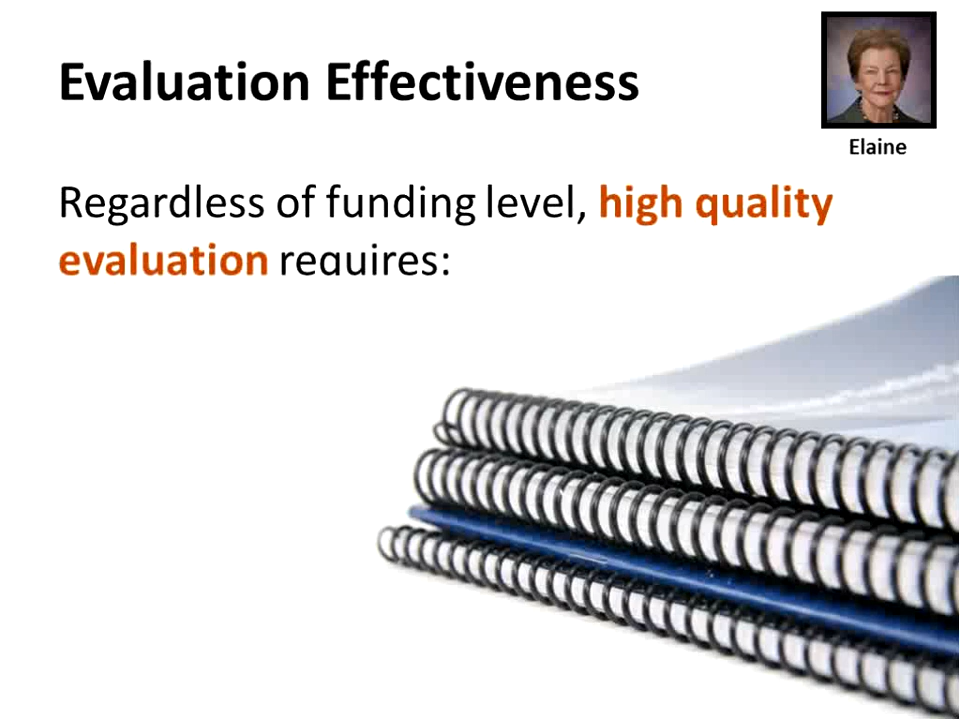 Evaluation Effectiveness
Elaine
Regardless of funding level, high quality
evaluation requires: